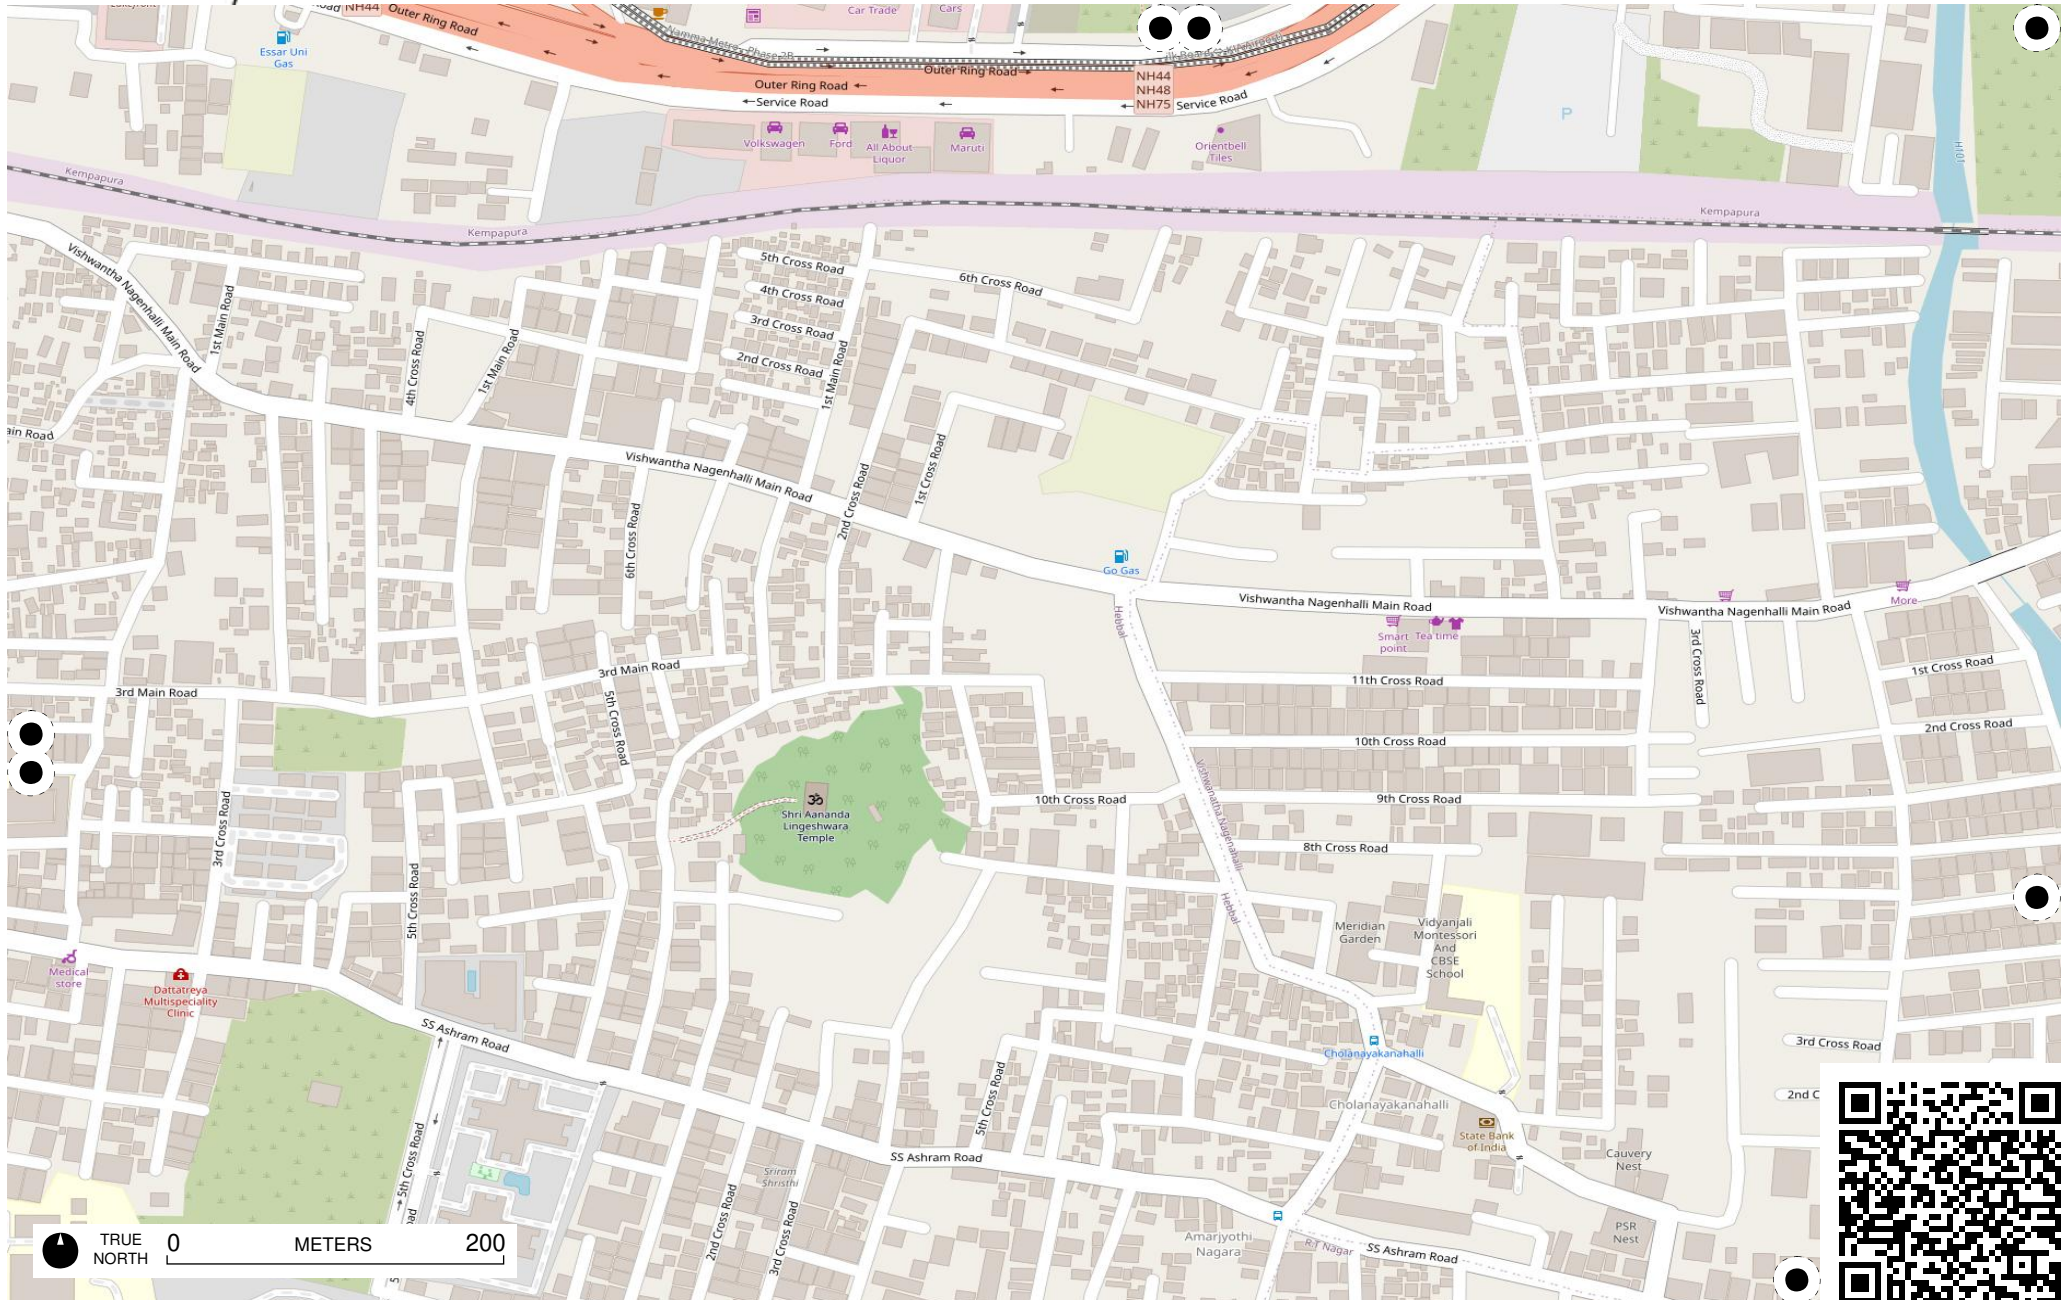 Road
NH44
Outer Ring Road
Namma Metro - Phase 2B
Car Trade
Cars
Essar Uni
Gas
Outer Ring Road
Outer Ring Road
Service Road
NH44
NH48
NH75
Service Road
P
H101
Volkswagen
Ford
All About
Liquor
Maruti
Orientbell
Tiles
Kempapura
Kempapura
Kempapura
Vishwantha Nagenhalli Main Road
1st Main Road
4th Cross Road
1st Main Road
5th Cross Road
4th Cross Road
3rd Cross Road
2nd Cross Road
1st Main Road
6th Cross Road
ain Road
Vishwantha Nagenhalli Main Road
2nd Cross Road
1st Cross Road
6th Cross Road
Go Gas
Hebbal
Vishwantha Nagenhalli Main Road
Vishwantha Nagenhalli Main Road
More
Smart
point
Tea time
3rd Cross Road
1st Cross Road
2nd Cross Road
3rd Main Road
3rd Main Road
5th Cross Road
11th Cross Road
10th Cross Road
9th Cross Road
10th Cross Road
8th Cross Road
1
Vishwanatha Nagenahalli
Hebbal
Shri Aananda
Lingeshwara
Temple
3rd Cross Road
5th Cross Road
Meridian
Garden
Vidyanjali
Montessori
And
CBSE
School
Medical
store
Dattatreya
Multispeciality
Clinic
SS Ashram Road
Cholanayakanahalli
3rd Cross Road
2nd C
5th Cross Road
Cholanayakanahalli
State Bank
of India
5th Cross Road
SS Ashram Road
Sriram
Shristhi
2nd Cross Road
3rd Cross Road
Cauvery
Nest
PSR
Nest
Amarjyothi
Nagara
R.T Nagar
SS Ashram Road
TRUE
NORTH
0
METERS
200